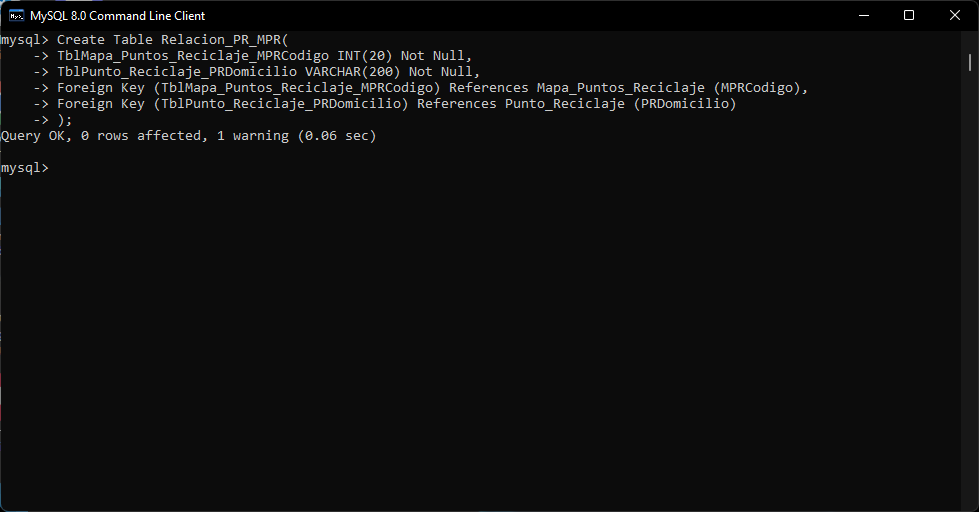 MySQL 8.0 Command Line Client
mysql> Create Table Relacion_PR_MPR(
    -> TblMapa_Puntos_Reciclaje_MPRCodigo INT(20) Not Null,
    -> TblPunto_Reciclaje_PRDomicilio VARCHAR(200) Not Null,
    -> Foreign Key (TblMapa_Puntos_Reciclaje_MPRCodigo) References Mapa_Puntos_Reciclaje (MPRCodigo),
    -> Foreign Key (TblPunto_Reciclaje_PRDomicilio) References Punto_Reciclaje (PRDomicilio)
    -> );
Query OK, 0 rows affected, 1 warning (0.06 sec)
mysql>